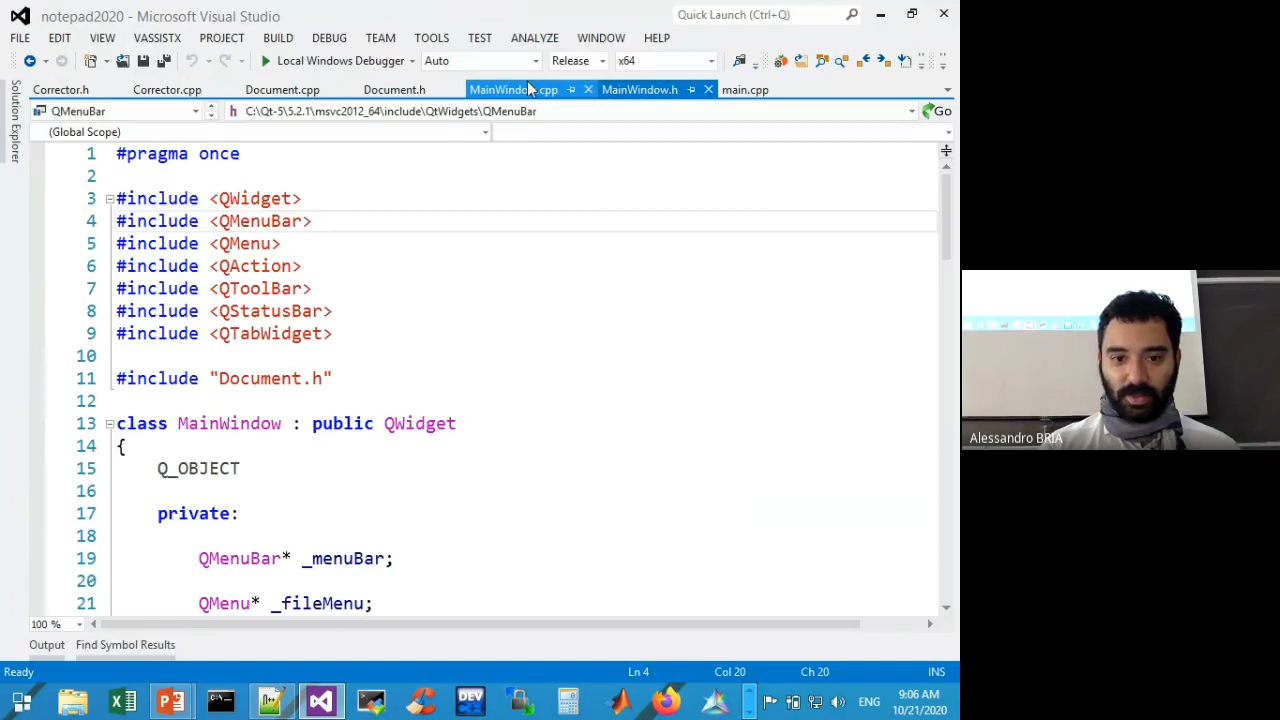 notepad2020 - Microsoft Visual Studio
Quick Launch (Ctrl+Q)
FILE EDIT VIEW VASSISTX PROJECT BUILD DEBUG TEAM TOOLS TEST ANALYZE WINDOW HELP
Local Windows Debugger Auto Release x64
Corrector.h Corrector.cpp Document.cpp Document.h MainWindow.cpp MainWindow.h main.cpp
QMenuBar C:\Qt-5\5.2.1\msvc2012_64\include\QtWidgets\QMenuBar Go
(Global Scope)
Solution Explorer
1 #pragma once
2
3 #include <QWidget>
4 #include <QMenuBar>
5 #include <QMenu>
6 #include <QAction>
7 #include <QToolBar>
8 #include <QStatusBar>
9 #include <QTabWidget>
10
11 #include "Document.h"
12
13 class MainWindow : public QWidget
14 {
15 Q_OBJECT
16
17 private:
18
19 QMenuBar* _menuBar;
20
21 QMenu* _fileMenu;
100 %
Output Find Symbol Results
Ready Ln 4 Col 20 Ch 20 INS
DEV
ENG
9:06 AM
10/21/2020
Alessandro BRIA